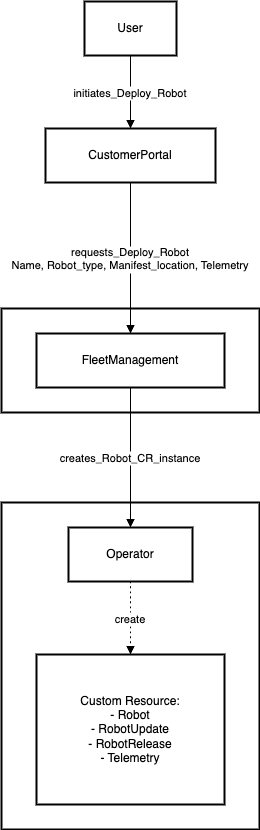 User
initiates_Deploy_Robot
CustomerPortal
requests_Deploy_Robot
Name, Robot_type, Manifest_location, Telemetry
FleetManagement
creates_Robot_CR_instance
Operator
create
Custom Resource:
- Robot
- RobotUpdate
- RobotRelease
- Telemetry